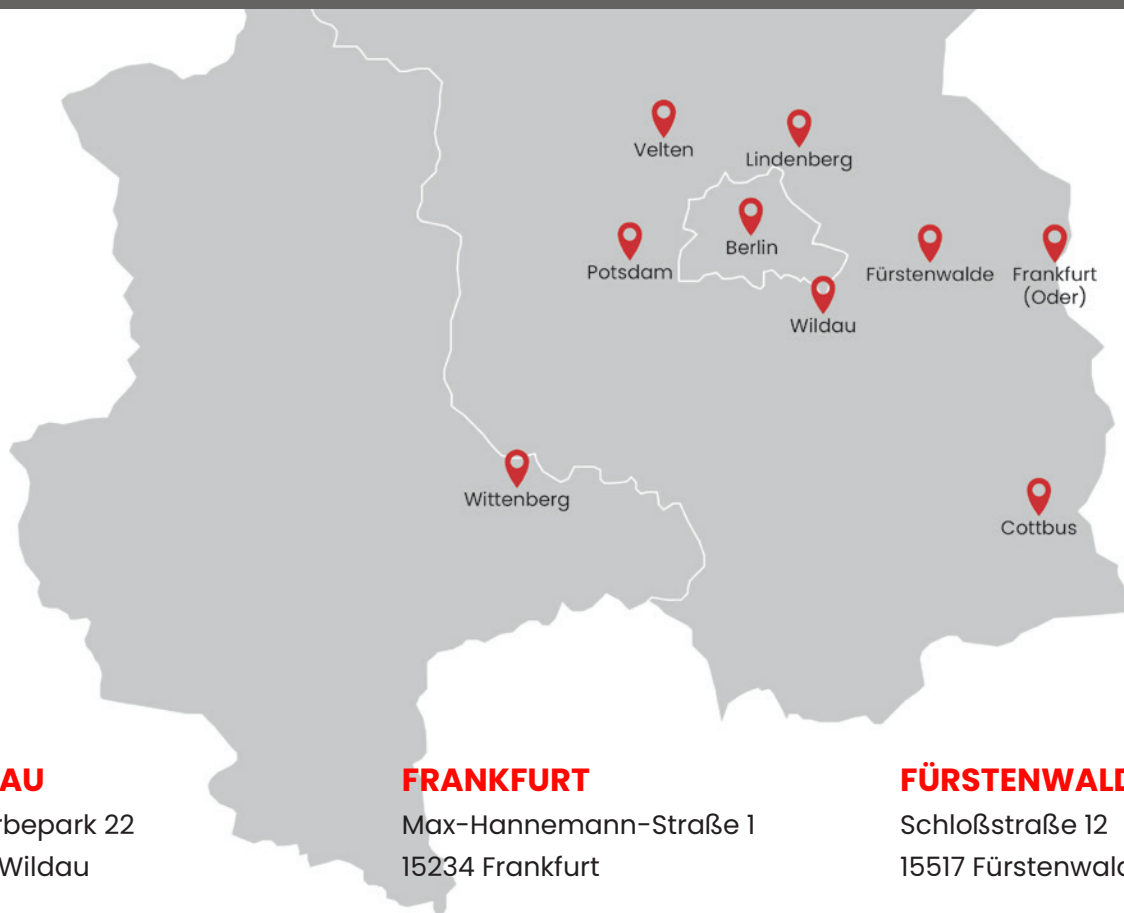 Velten
Lindenberg
Berlin
Potsdam
Fürstenwalde
Frankfurt
(Oder)
Wildau
Wittenberg
Cottbus
AU
rbepark 22
Wildau
FRANKFURT
Max-Hannemann-Straße 1
15234 Frankfurt
FÜRSTENWALD
Schloßstraße 12
15517 Fürstenwald